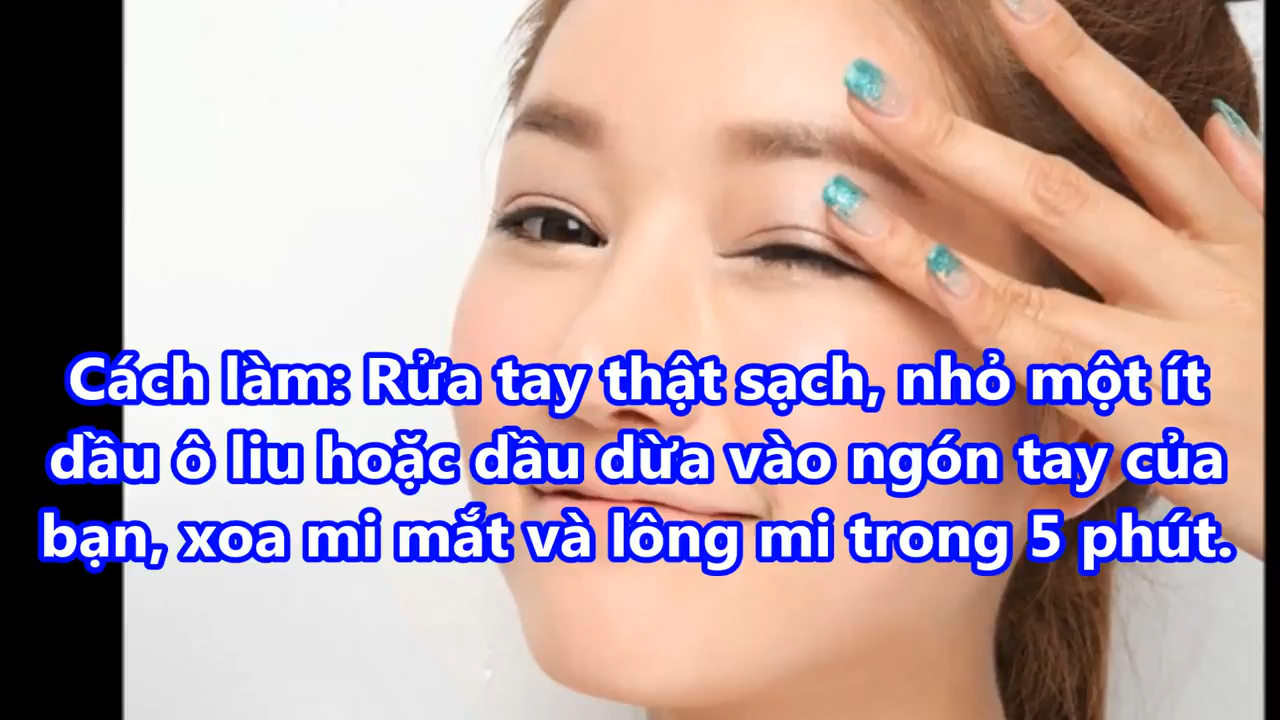 Cách làm: Rửa tay thật sạch, nhỏ một ít
dầu ô liu hoặc dầu dừa vào ngón tay của
bạn, xoa mi mắt và lông mi trong 5 phút.